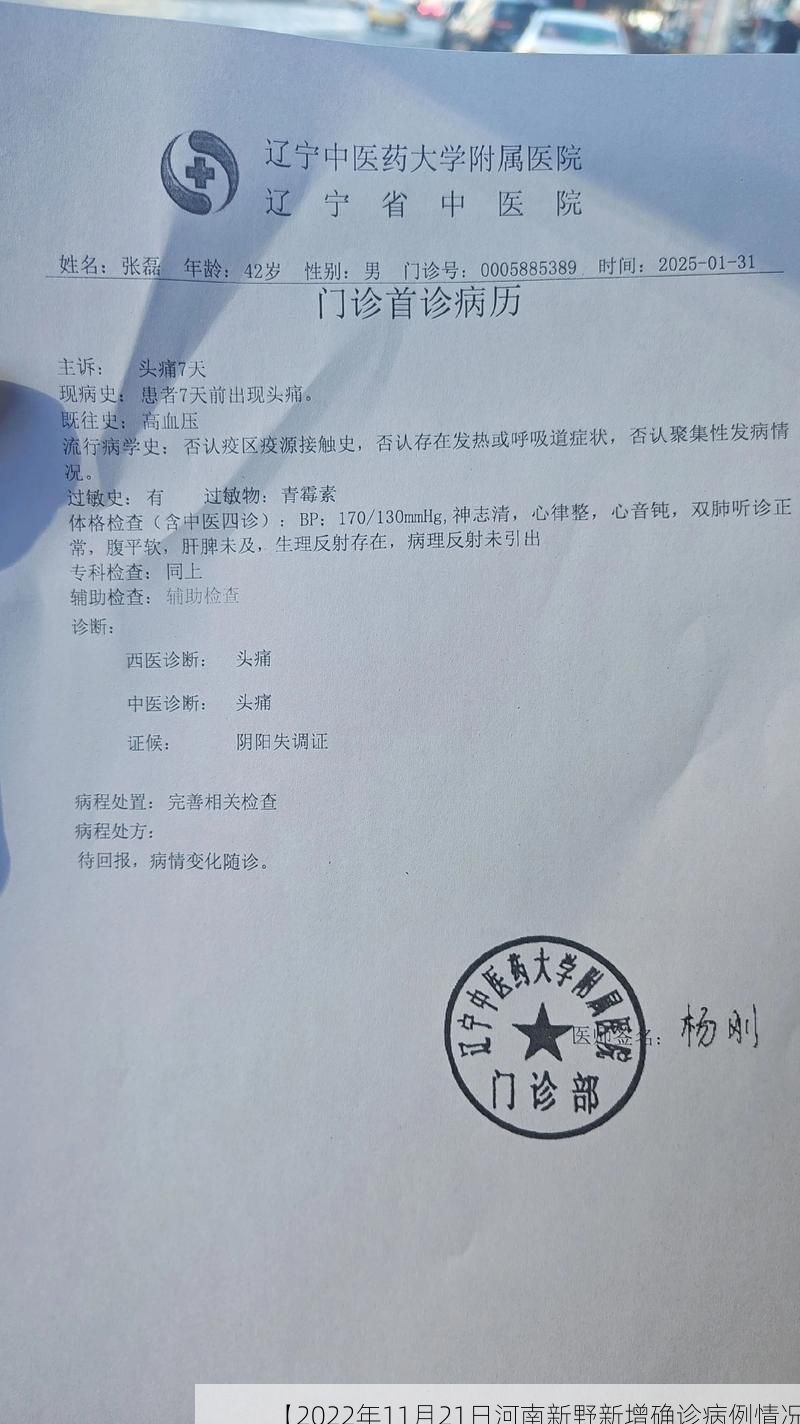 辽宁中医药大学附属医院
辽宁省中医院
姓名：张磊 年龄：42岁 性别：男 门诊号：0005885389 时间：2025-01-31
门诊首诊病历
主诉： 头痛7天
现病史：患者7天前出现头痛。
既往史：高血压
流行病学史：否认疫区疫源接触史，否认存在发热或呼吸道症状，否认聚集性发病情
况。
过敏史：有 过敏物：青霉素
体格检查（含中医四诊）：BP：170/130mmHg,神志清，心律整，心音钝，双肺听诊正
常，腹平软，肝脾未及，生理反射存在，病理反射未引出
专科检查：同上
辅助检查：辅助检查
诊断：
西医诊断： 头痛
中医诊断： 头痛
证候： 阴阳失调证
病程处置：完善相关检查
病程处方：
待回报，病情变化随诊。
辽宁中医药大学附属医院
医师签名：杨刚
门诊部
【2022年11月21日河南新野新增确诊病例情况